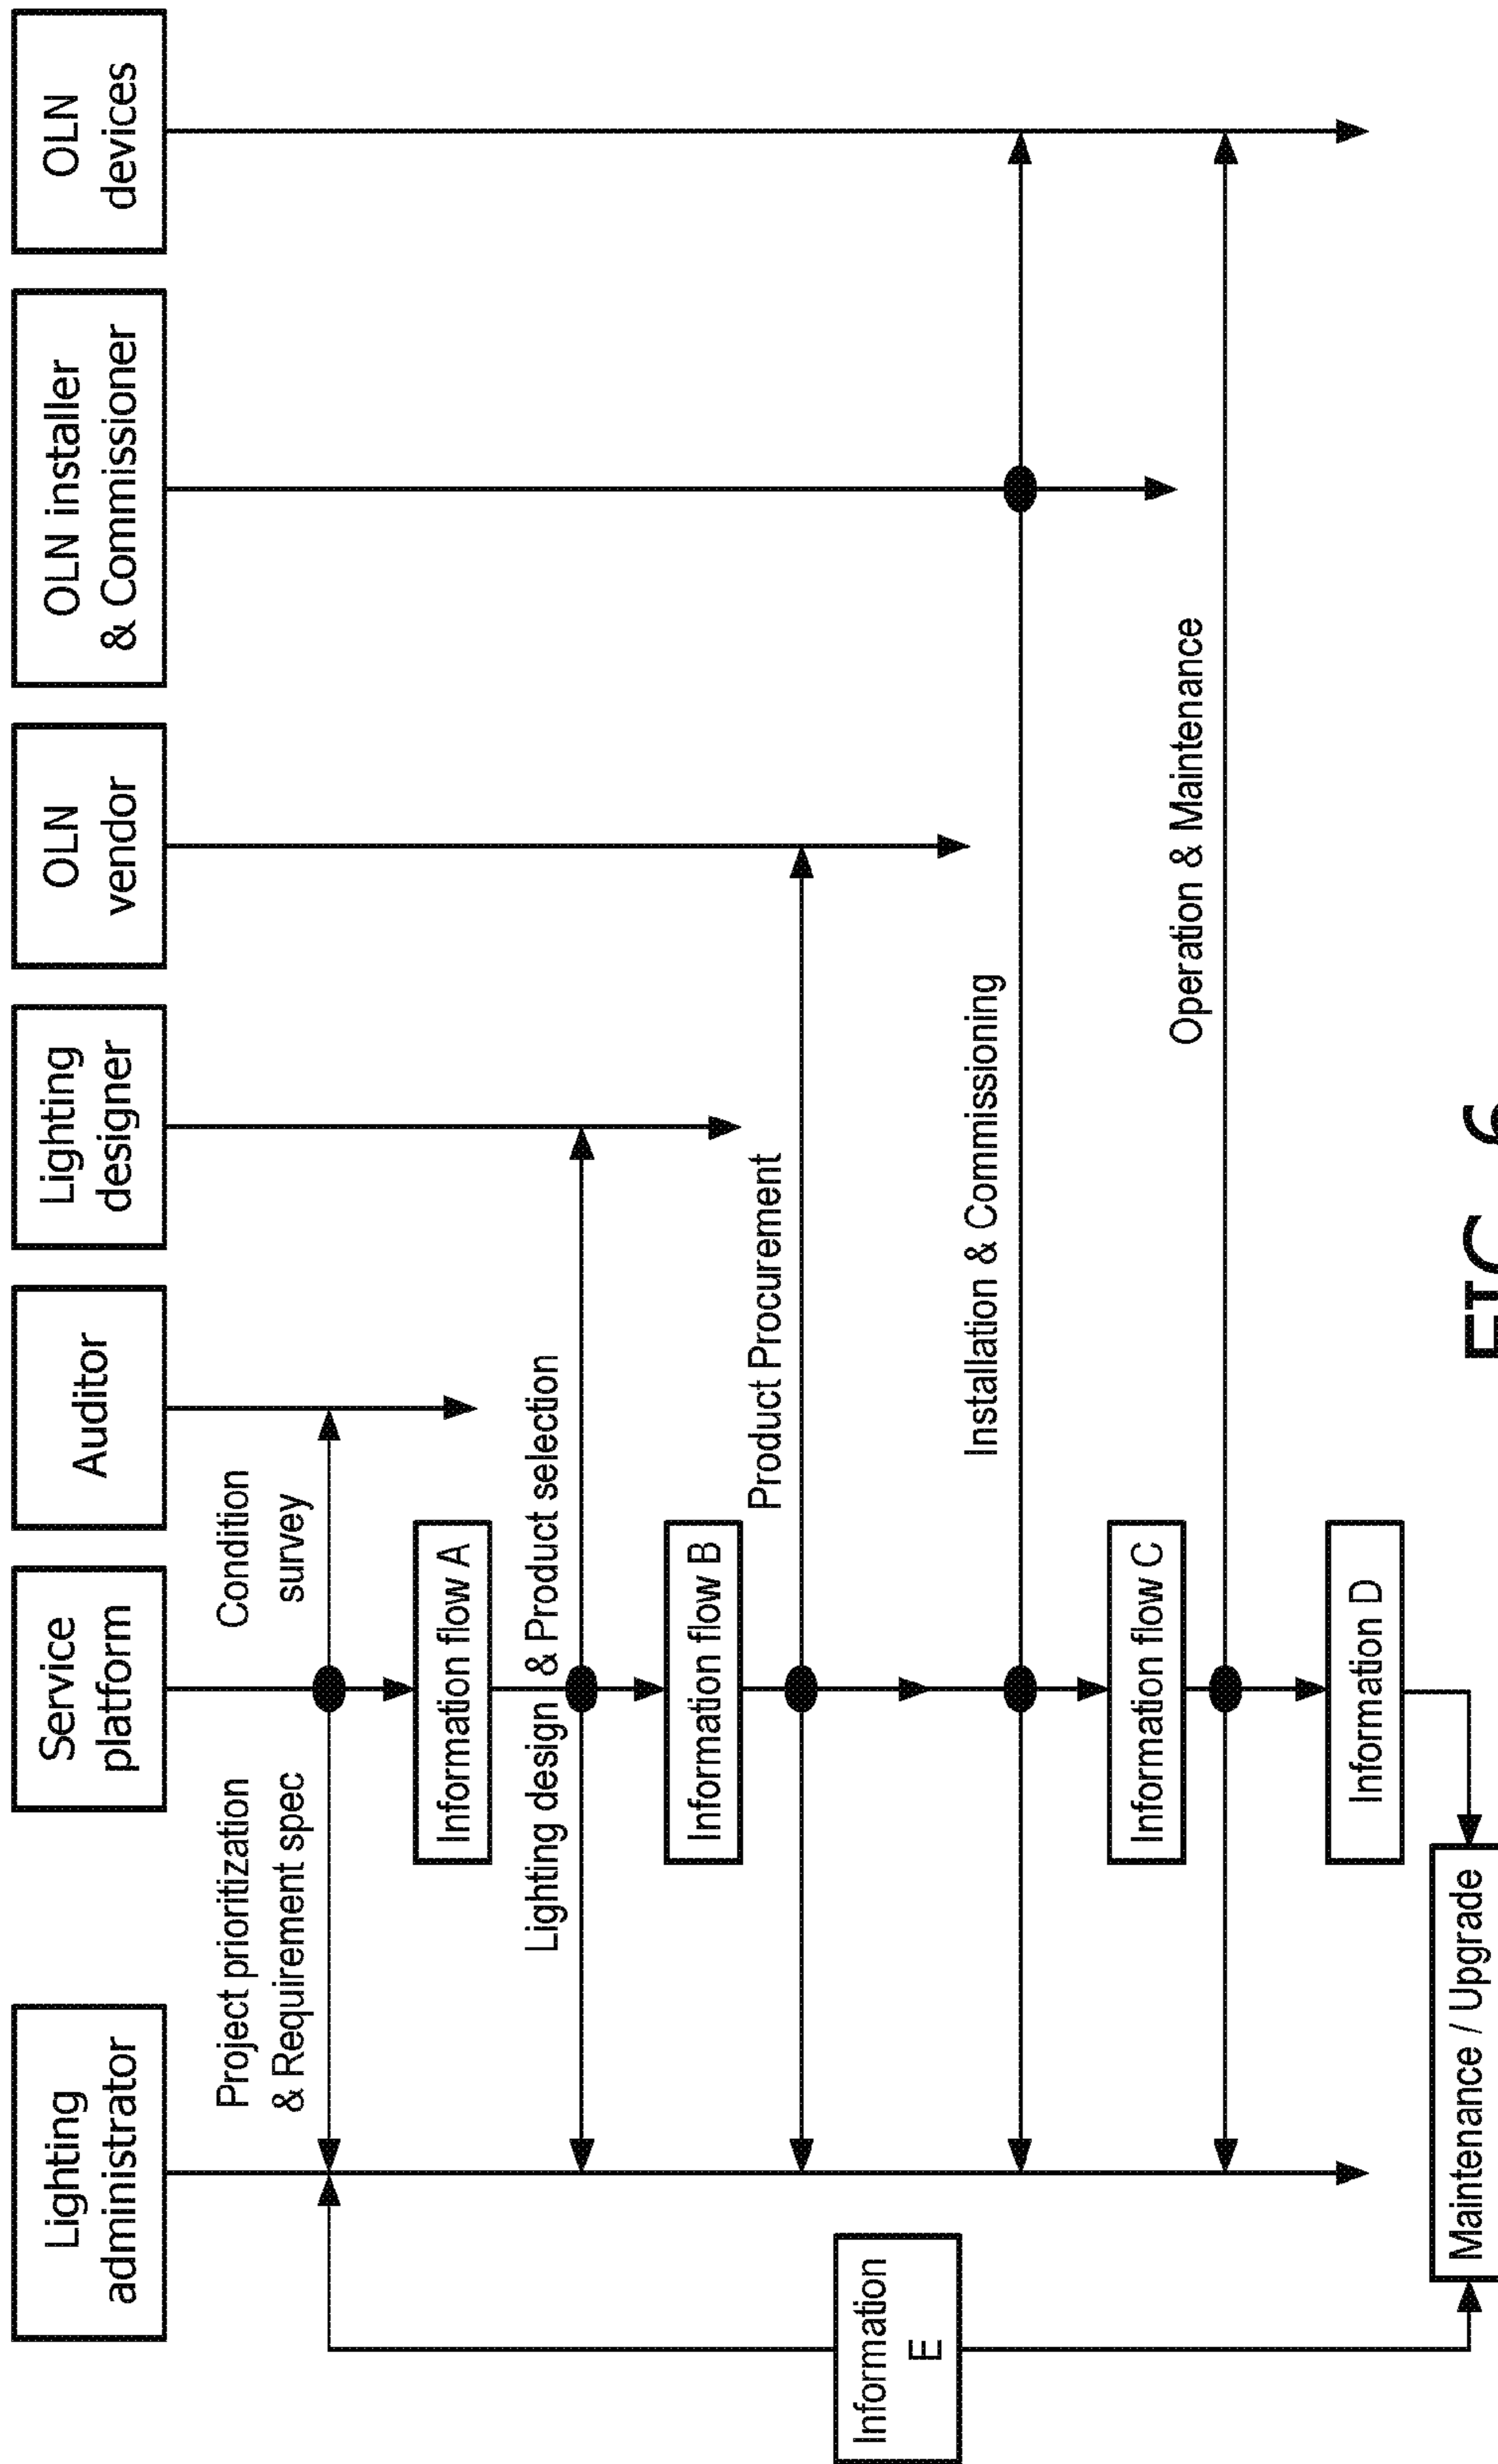 Lighting
administrator
Service
platform
Auditor
Lighting
designer
OLN
vendor
OLN installer
& Commissioner
OLN
devices
Project prioritization
& Requirement spec
Condition
survey
Information flow A
Lighting design & Product selection
Information flow B
Product Procurement
Information
E
Installation & Commissioning
Information flow C
Operation & Maintenance
Information D
Maintenance / Upgrade
FIG. 6